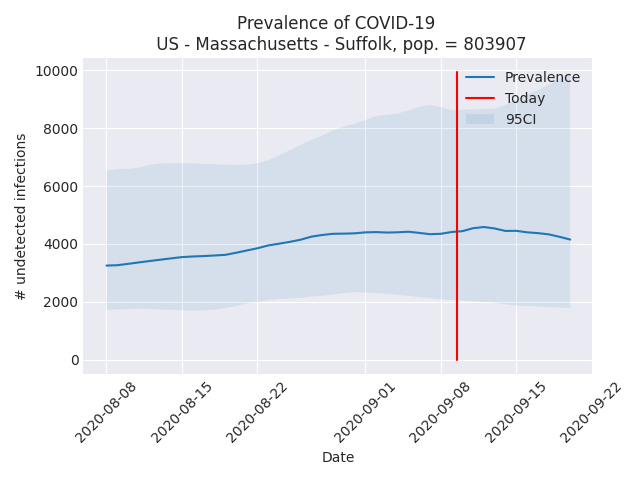 Prevalence of COVID-19
US - Massachusetts - Suffolk, pop. = 803907
# undetected infections
10000
8000
6000
4000
2000
0
Prevalence
Today
95CI
2020-08-08
2020-08-15
2020-08-22
2020-09-01
2020-09-08
2020-09-15
2020-09-22
Date